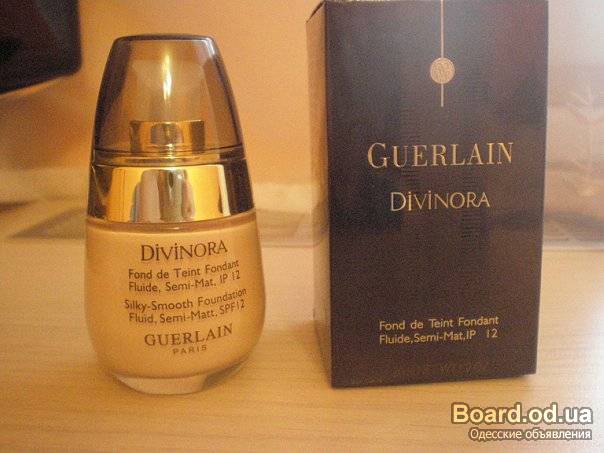 DiViNORA
Fond de Teint Fondant
Fluide, Semi-Mat, IP 12
Silky-Smooth Foundation
Fluid, Semi-Matt, SPF12
GUERLAIN
PARIS
GUERLAIN
DiViNORA
Fond de Teint Fondant
Fluide,Semi-Mat,IP 12
Board.od.ua
Одесские объявления